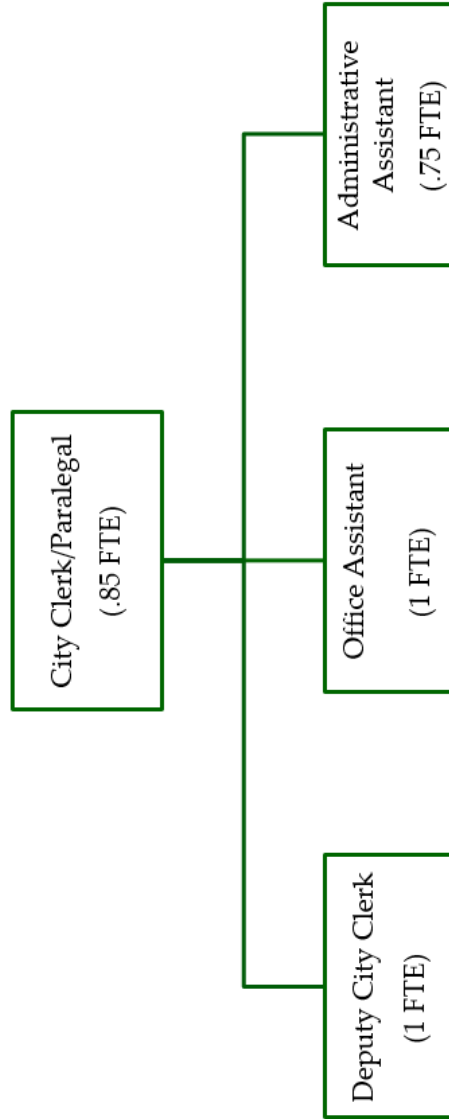 City Clerk/Paralegal
(.85 FTE)
Deputy City Clerk
(1 FTE)
Office Assistant
(1 FTE)
Administrative
Assistant
(.75 FTE)